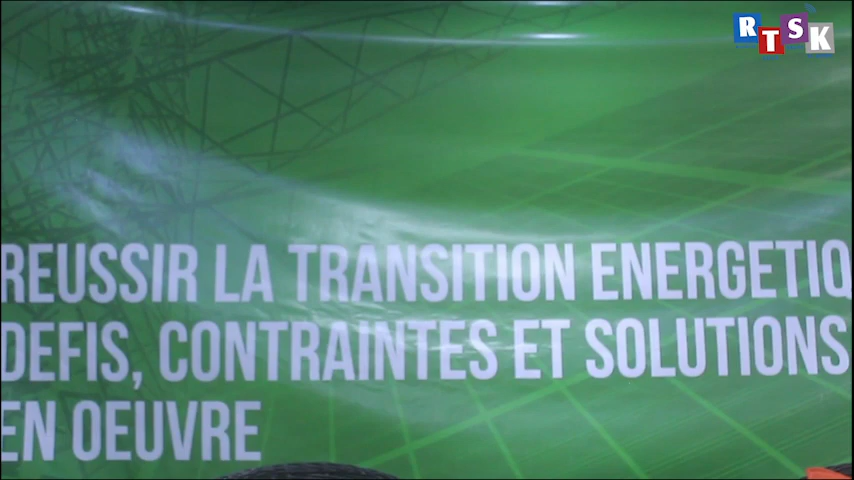 RTSK
REUSSIR LA TRANSITION ENERGETIQ
DEFIS, CONTRAINTES ET SOLUTIONS
EN OEUVRE